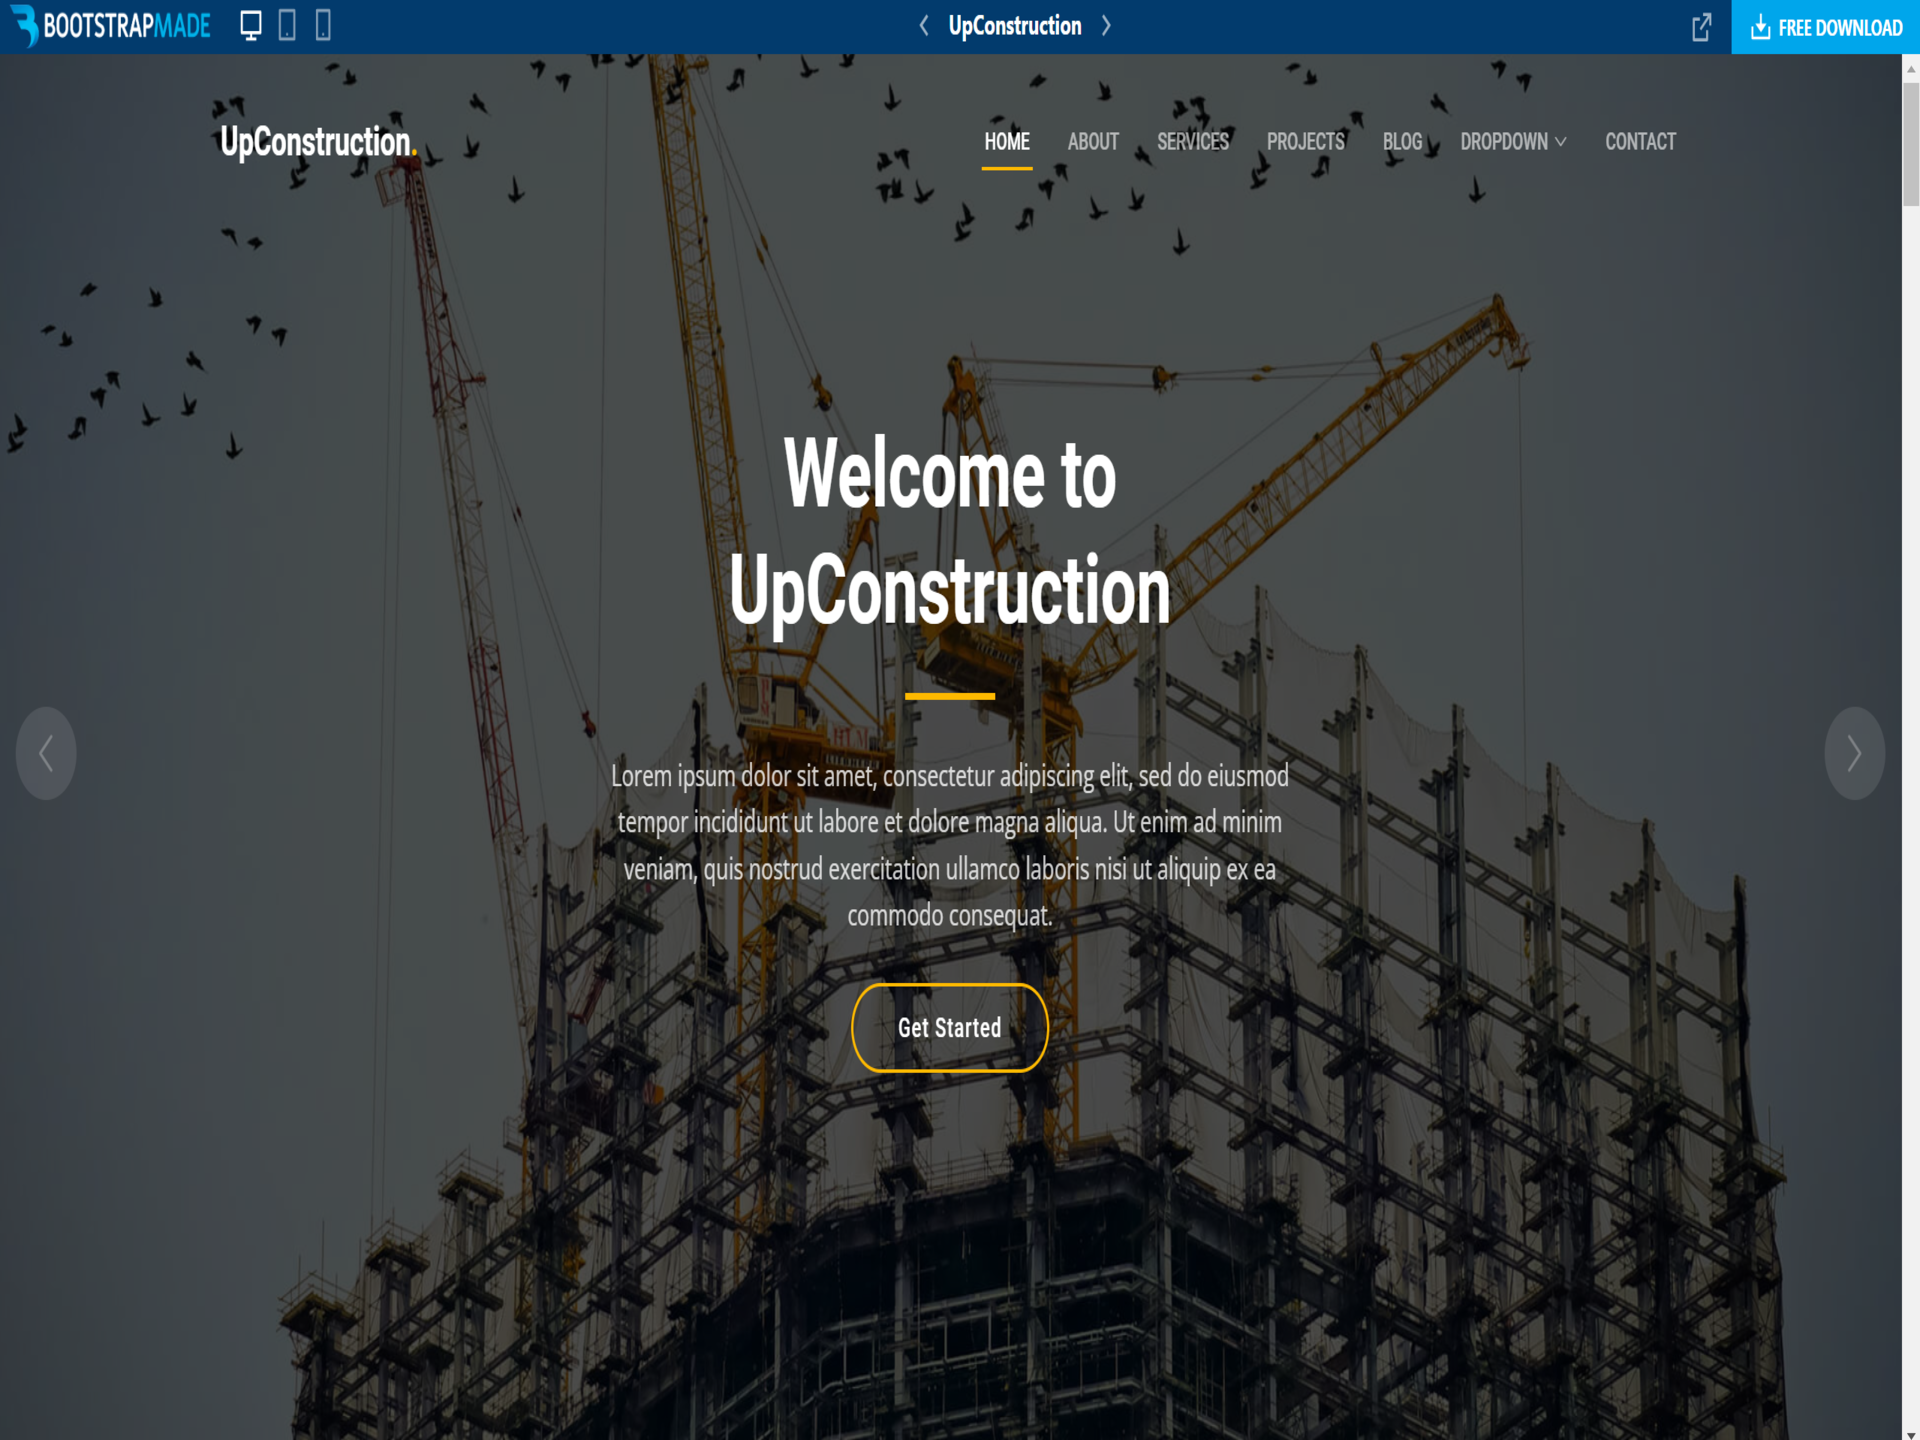 BOOTSTRAPMADE
UpConstruction
FREE DOWNLOAD
UpConstruction.
HOME ABOUT SERVICES PROJECTS BLOG DROPDOWN CONTACT
Welcome to
UpConstruction
Lorem ipsum dolor sit amet, consectetur adipiscing elit, sed do eiusmod
tempor incididunt ut labore et dolore magna aliqua. Ut enim ad minim
veniam, quis nostrud exercitation ullamco laboris nisi ut aliquip ex ea
commodo consequat.
Get Started